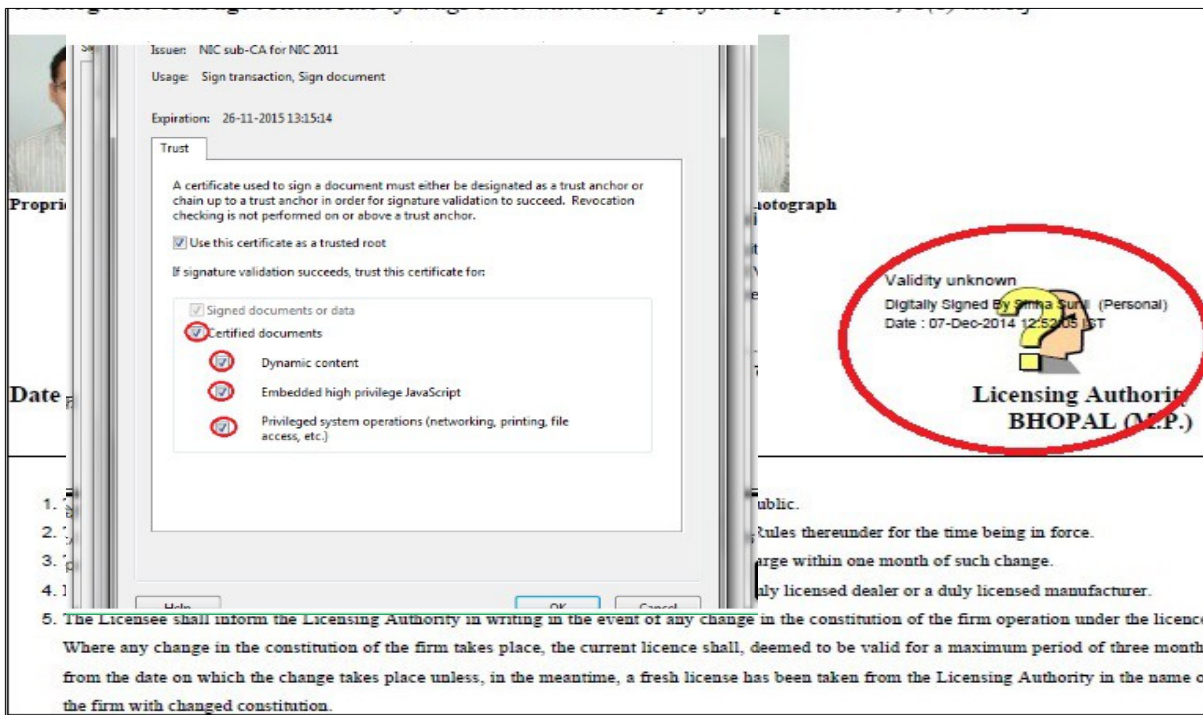 Issuer: NIC sub-CA for NIC 2011
Usage: Sign transaction, Sign document
Expiration: 26-11-2015 13:15:14
Trust
A certificate used to sign a document must either be designated as a trust anchor or
chain up to a trust anchor in order for signature validation to succeed. Revocation
checking is not performed on or above a trust anchor.
Use this certificate as a trusted root
If signature validation succeeds, trust this certificate for:
Signed documents or data
Certified documents
Dynamic content
Embedded high privilege JavaScript
Privileged system operations (networking, printing, file
access, etc.)
Help OK Cancel
Validity unknown
Digitally Signed By Sinha Sunil (Personal)
Date : 07-Dec-2014 12:52:05 IST
Date
Licensing Authority
BHOPAL (M.P.)
1.
2. Rules thereunder for the time being in force.
3. within one month of such change.
4. licensed dealer or a duly licensed manufacturer.
5. The Licensee shall inform the Licensing Authority in writing in the event of any change in the constitution of the firm operation under the licence
Where any change in the constitution of the firm takes place, the current licence shall, deemed to be valid for a maximum period of three month
from the date on which the change takes place unless, in the meantime, a fresh license has been taken from the Licensing Authority in the name o
the firm with changed constitution.